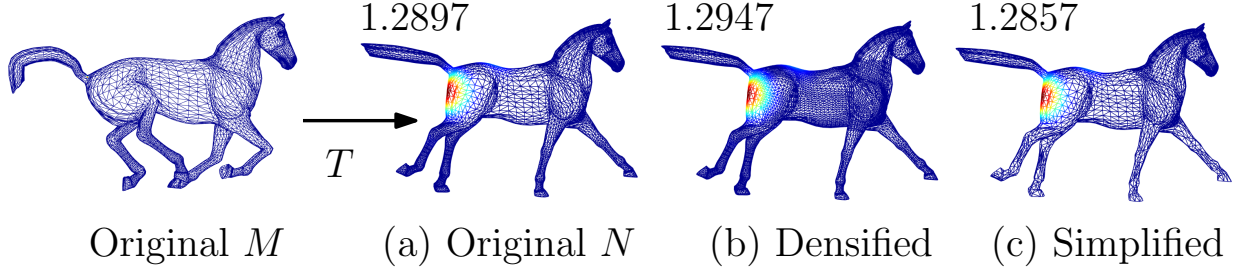 1.2897 1.2947 1.2857
T
Original M (a) Original N (b) Densified (c) Simplified